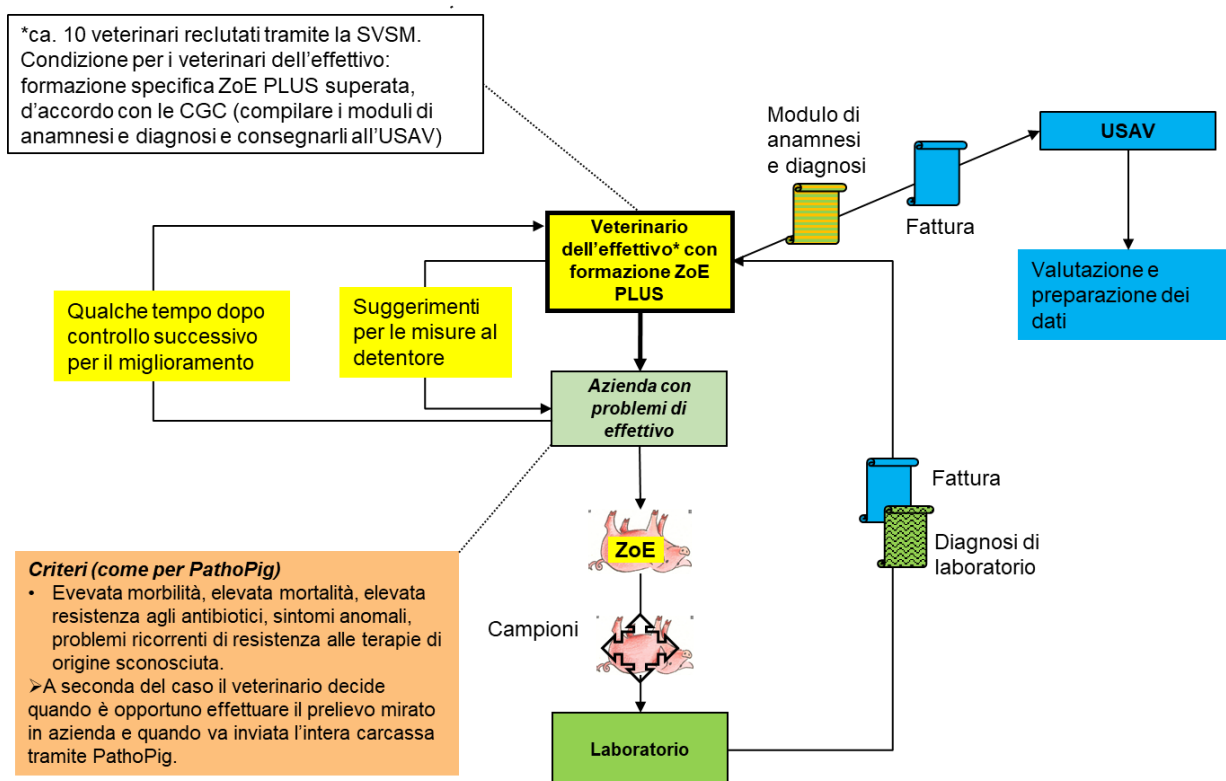 *ca. 10 veterinari reclutati tramite la SVSM.
Condizione per i veterinari dell'effettivo:
formazione specifica ZoE PLUS superata,
d'accordo con le CGC (compilare i moduli di
anamnesi e diagnosi e consegnarli all'USAV)
Modulo di
anamnesi
e diagnosi
USAV
Fattura
Veterinario
dell'effettivo* con
formazione ZoE
PLUS
Valutazione e
preparazione dei
dati
Qualche tempo dopo
controllo successivo
per il miglioramento
Suggerimenti
per le misure al
detentore
Azienda con
problemi di
effettivo
Fattura
Diagnosi di
laboratorio
ZoE
Criteri (come per PathoPig)
• Evevata morbilità, elevata mortalità, elevata
resistenza agli antibiotici, sintomi anomali,
problemi ricorrenti di resistenza alle terapie di
origine sconosciuta.
➢A seconda del caso il veterinario decide
quando è opportuno effettuare il prelievo mirato
in azienda e quando va inviata l'intera carcassa
tramite PathoPig.
Campioni
Laboratorio